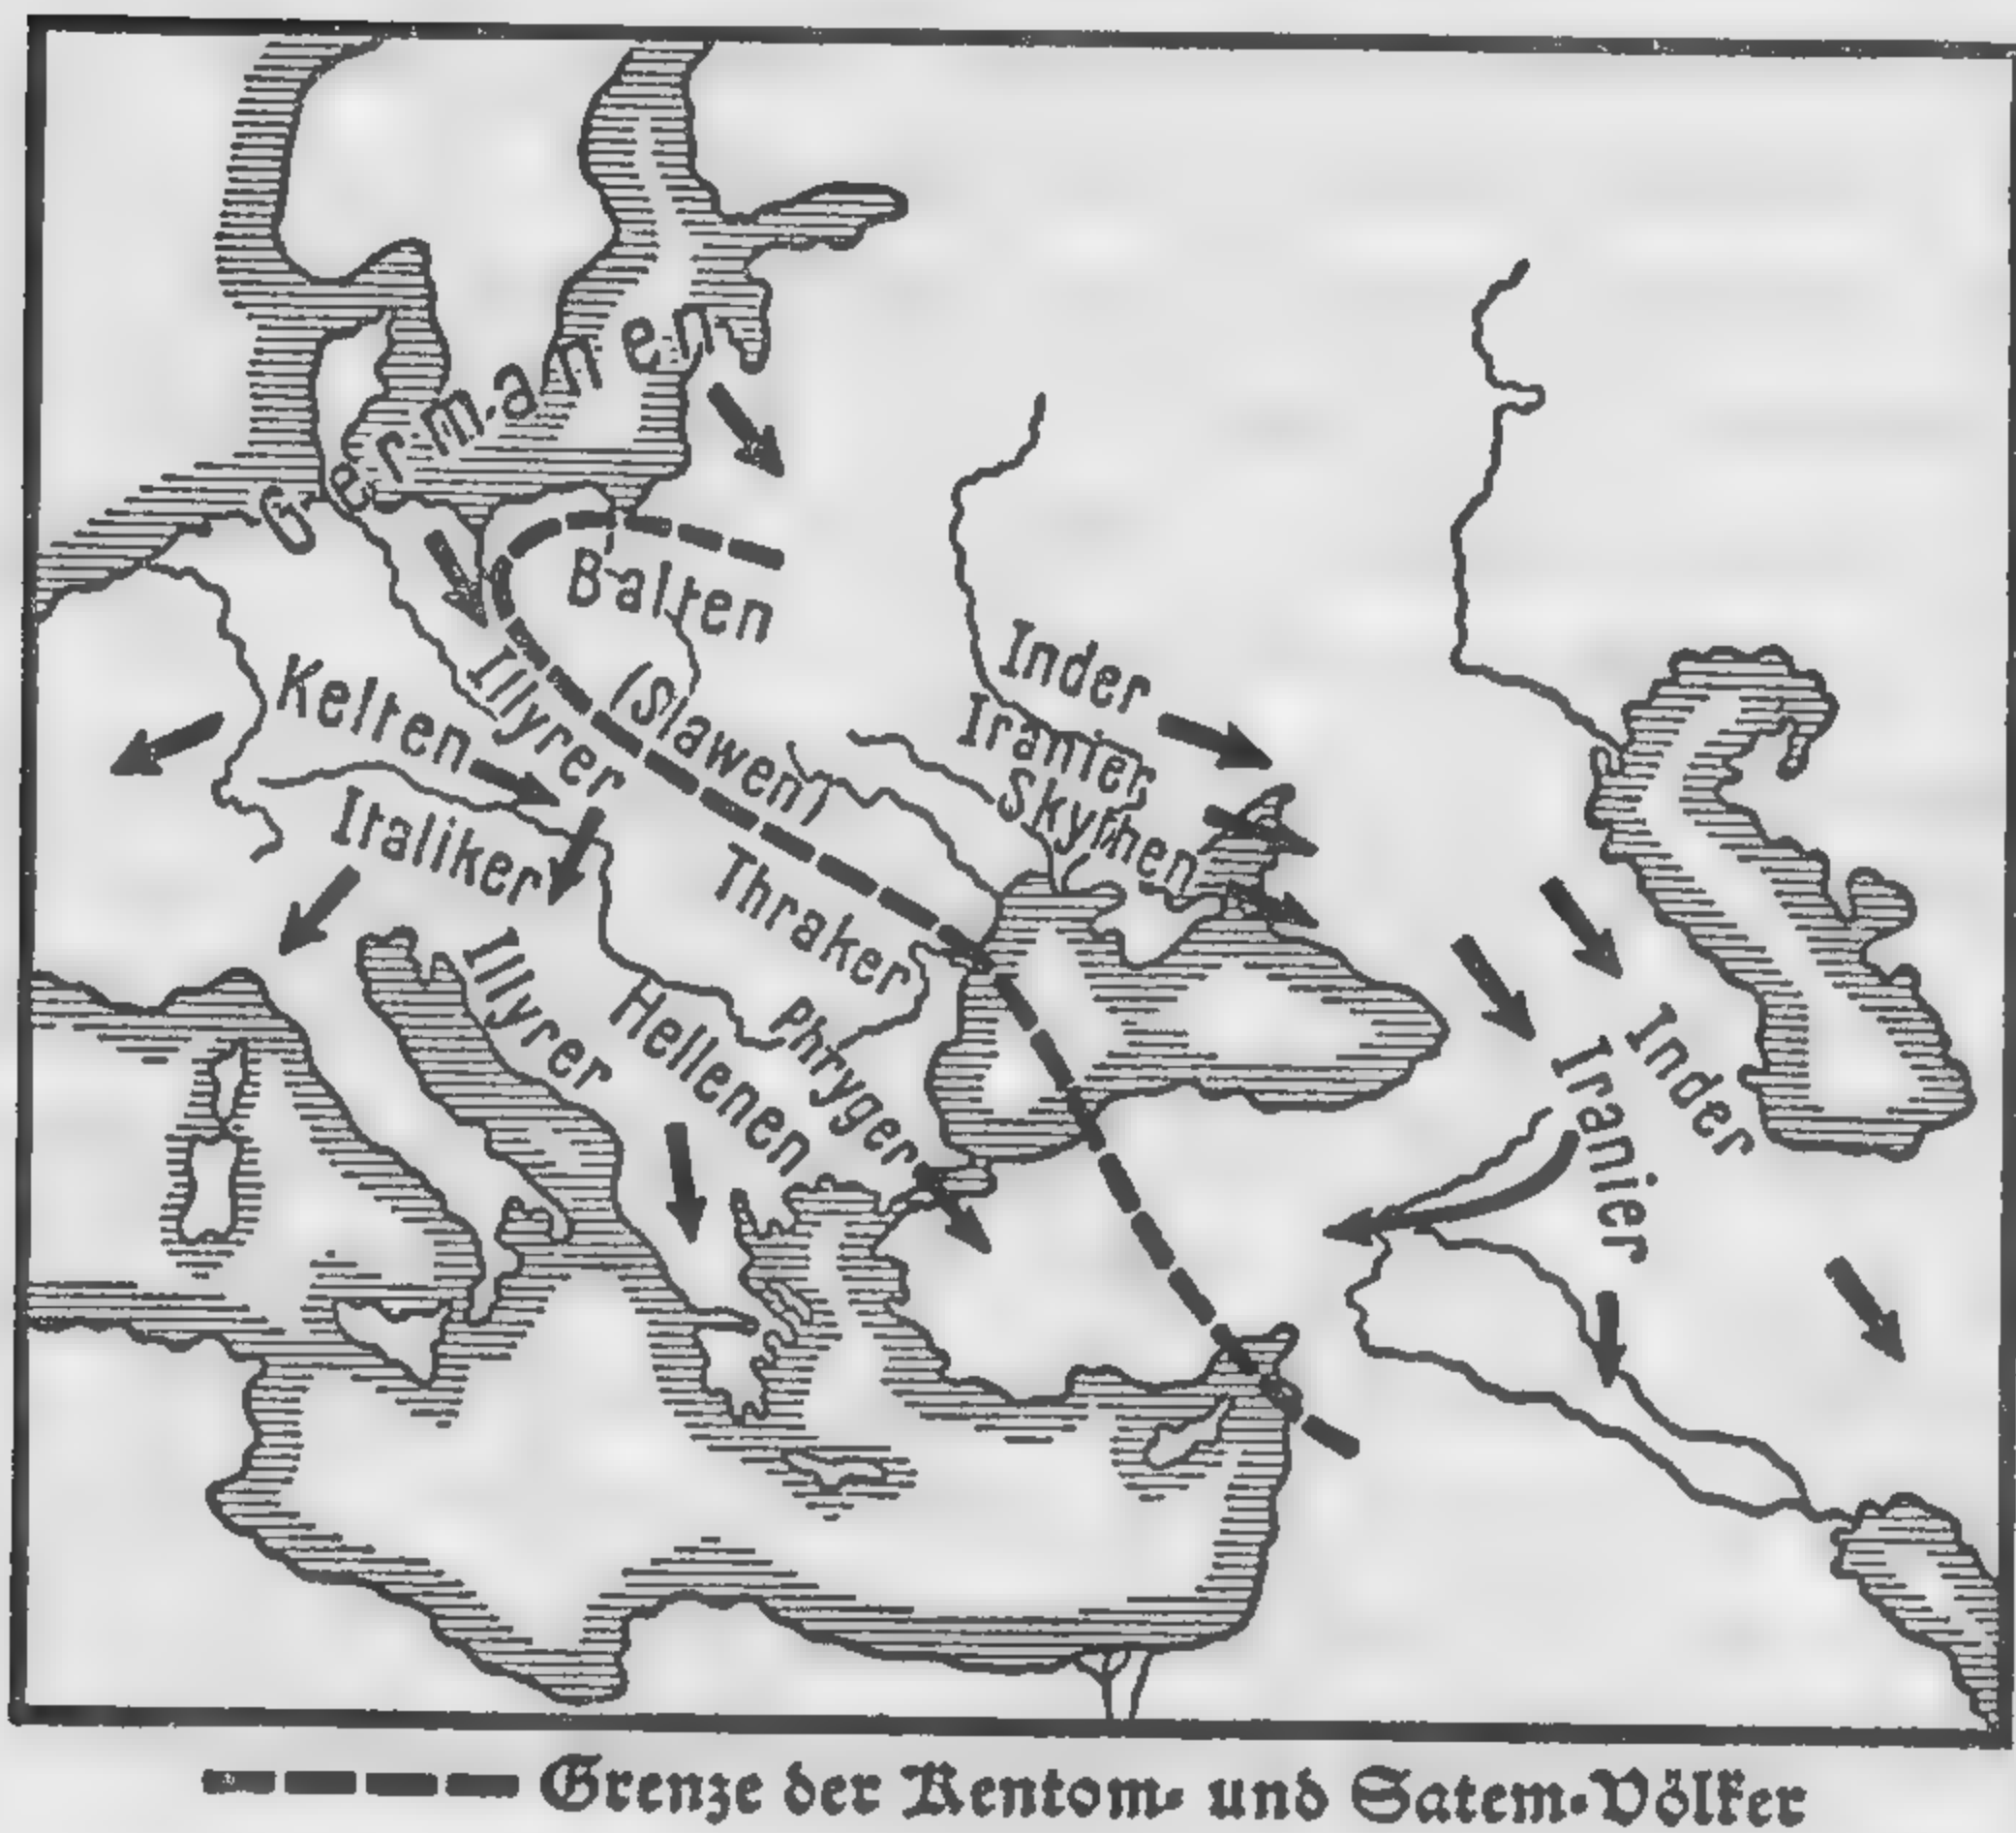 Germanen
Balten
Kelten
Illyrer
(Slawen)
Inder
Iranier
Skythen
Italiker
Thraker
Illyrer
Hellenen
Phryger
Inder
Iranier
Grenze der Kentom- und Satem-Völker